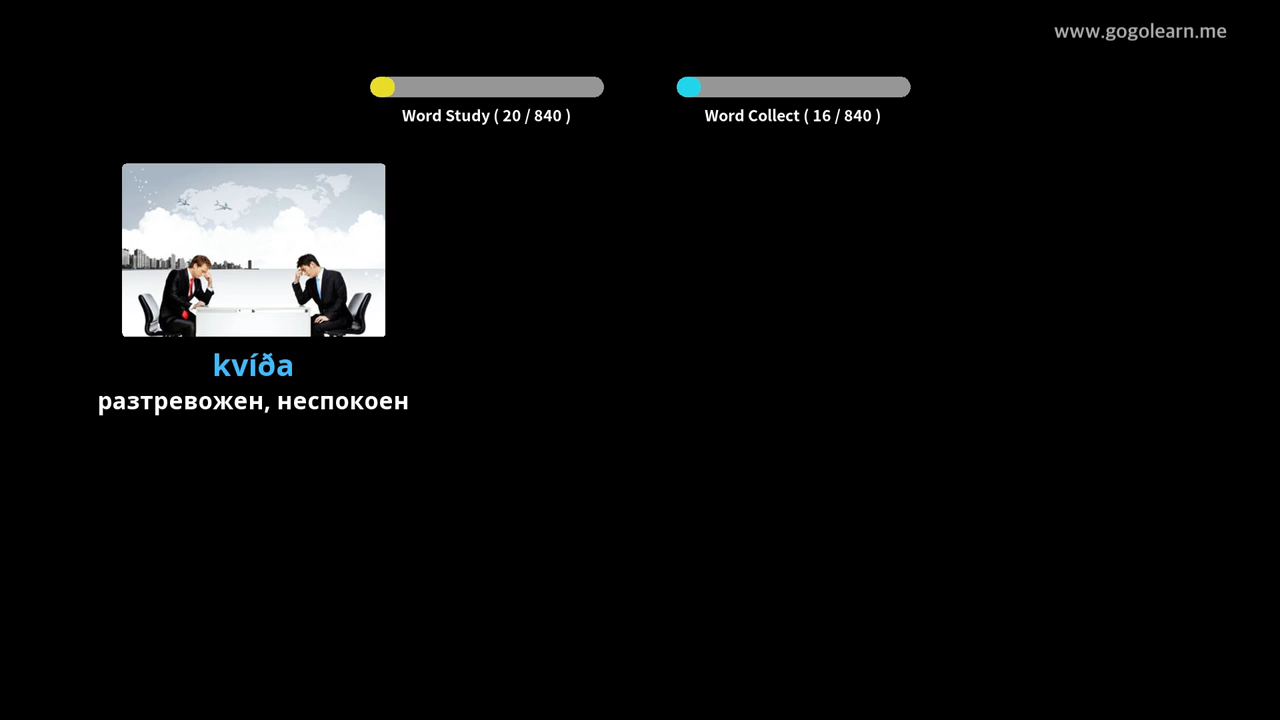 www.gogolearn.me
Word Study ( 20 / 840 )
Word Collect ( 16 / 840 )
kvíða
разтревожен, неспокоен